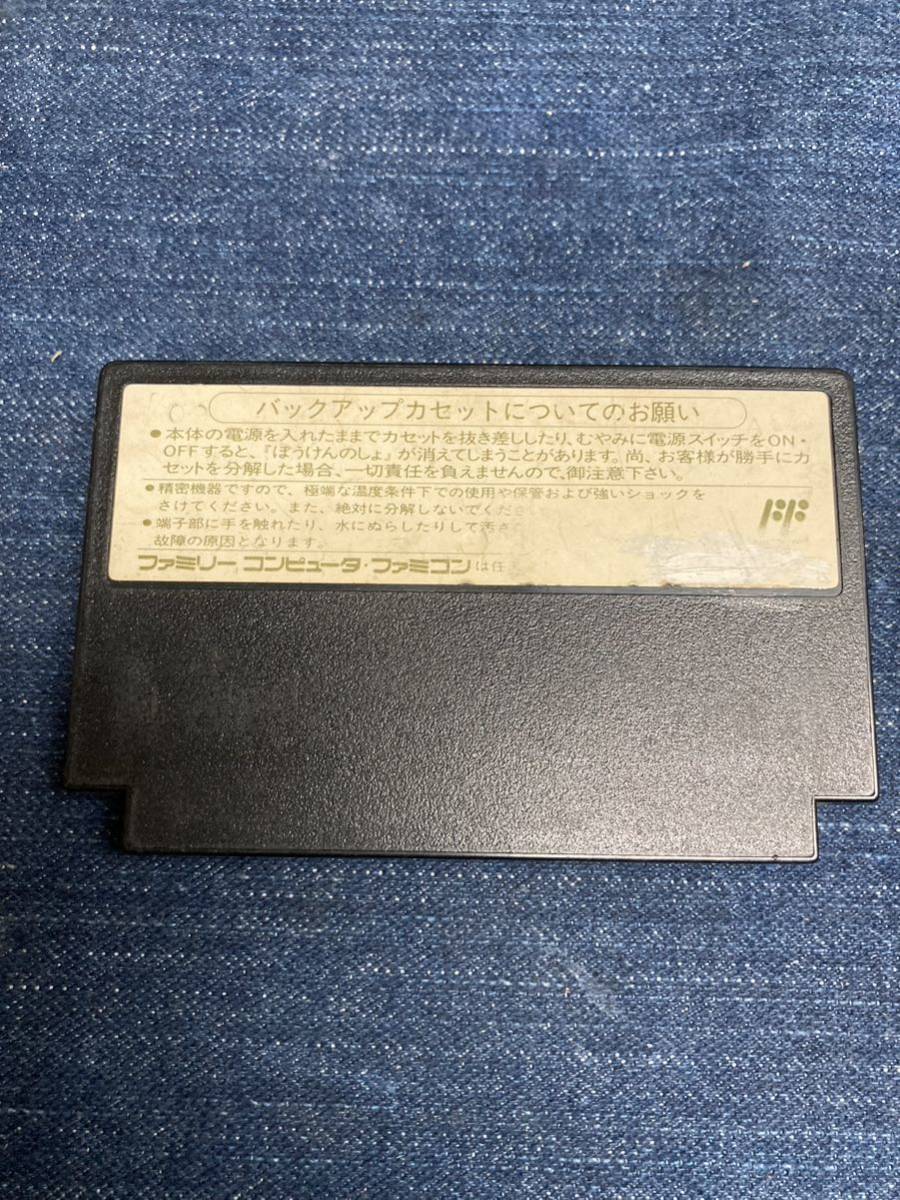 バックアップカセットについてのお願い
●本体の電源を入れたままでカセットを抜き差ししたり、むやみに電源スイッチをON・
OFFすると、『ぼうけんのしょ』が消えてしまうことがあります。尚、お客様が勝手にカ
セットを分解した場合、一切責任を負えませんので、御注意下さい。
●精密機器ですので、極端な温度条件下での使用や保管および強いショックを
さけてください。また、絶対に分解しないでくださ
●端子部に手を触れたり、水にぬらしたりして汚さ
故障の原因となります。
ファミリーコンピュータ・ファミコンは任